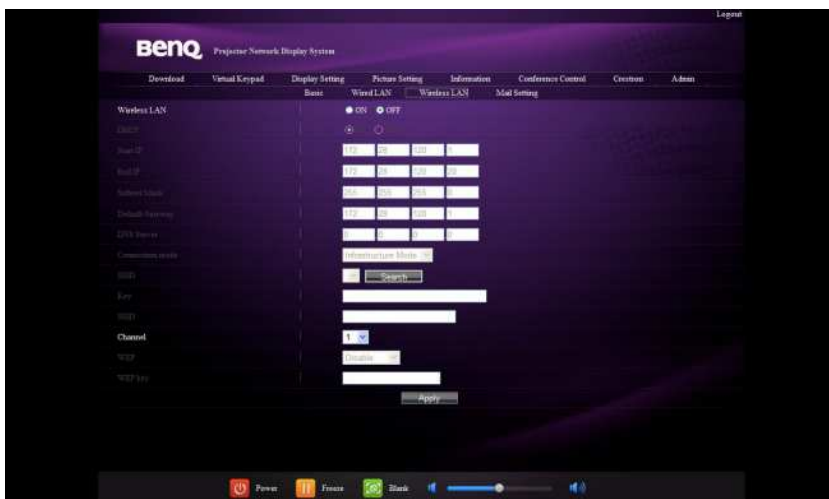 Logout
BenQ Projector Network Display System
Download Virtual Keypad Display Setting Picture Setting Information Conference Control Crestron Admin
Basic Wired LAN Wireless LAN Mail Setting
Wireless LAN ON OFF
DHCP
Start IP 172 28 120 1
End IP 172 28 120 20
Subnet Mask 255 255 255 0
Default Gateway 172 28 120 1
DNS Server 0 0 0 0
Connection mode Infrastructure Mode
SSID Search
Key
SSID
Channel 1
WEP Disable
WEP key
Apply
Power Freeze Blank